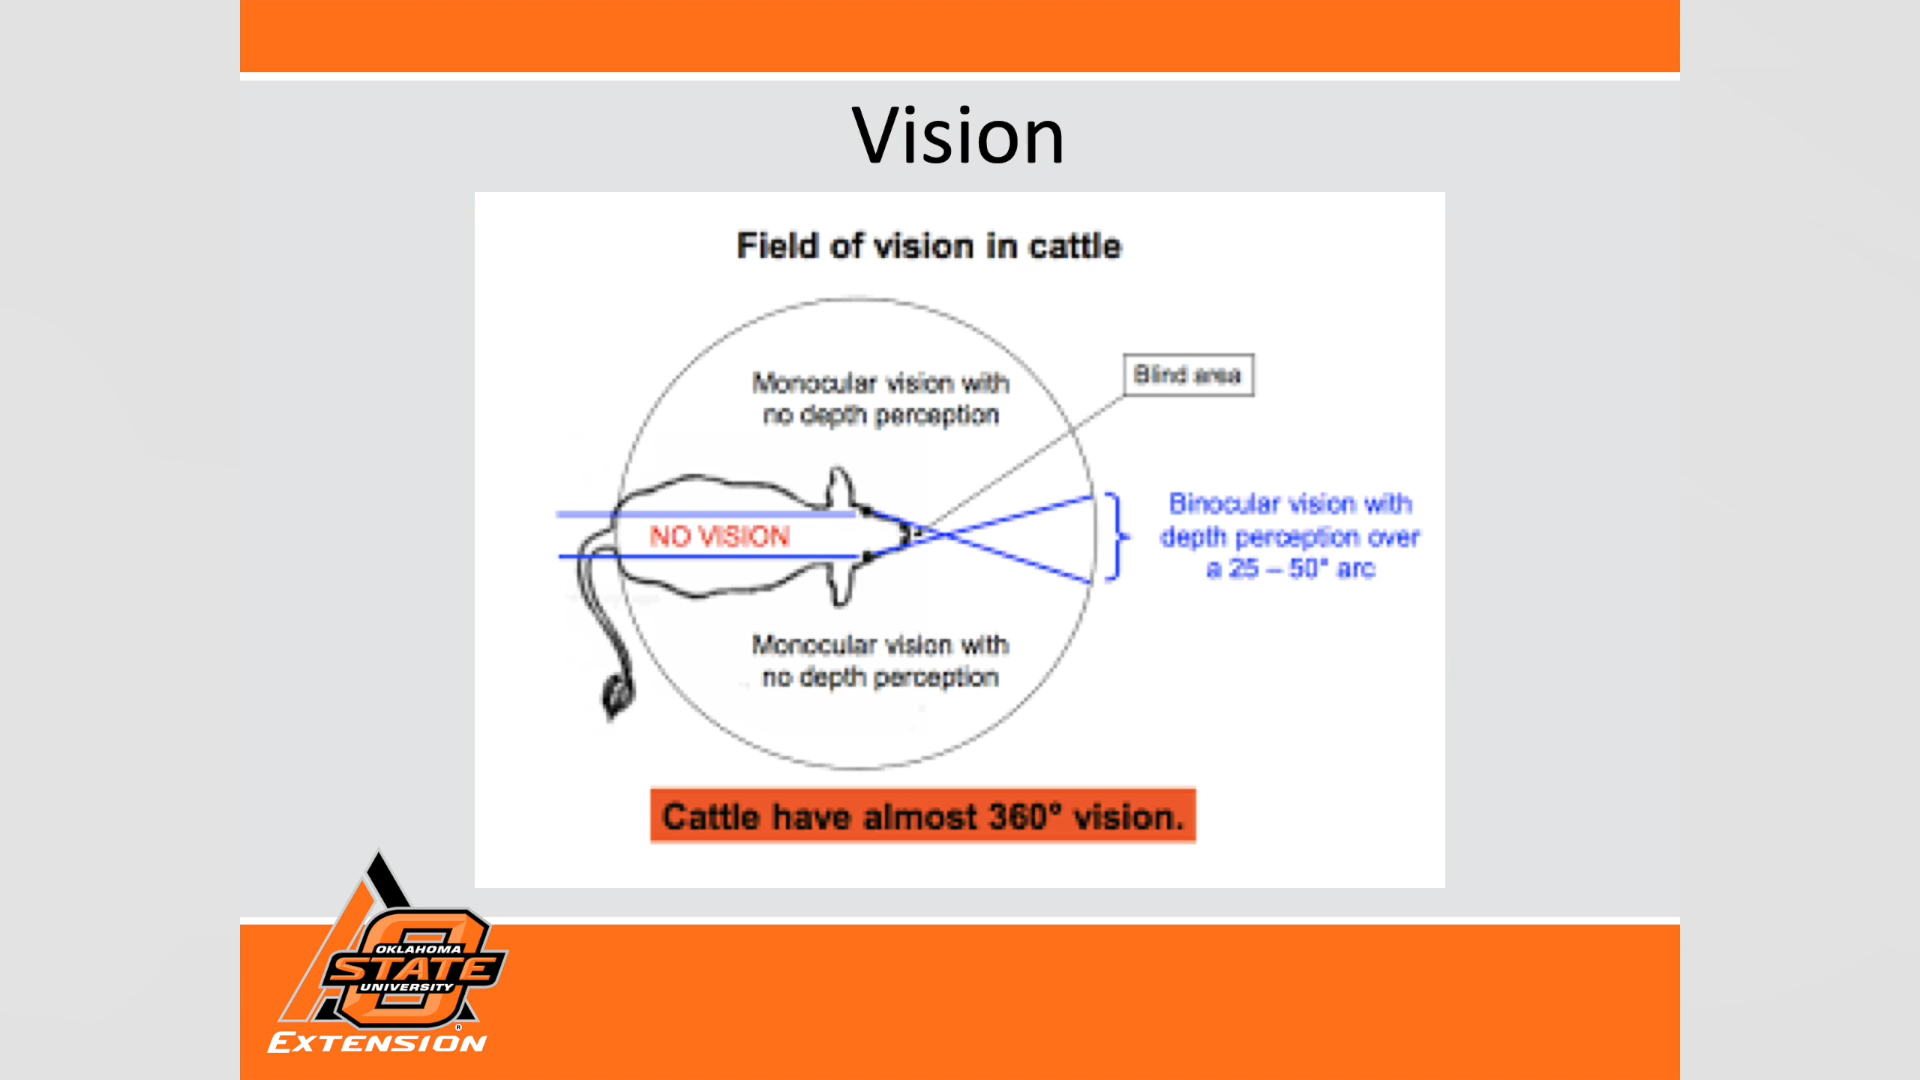 Vision
Field of vision in cattle
Monocular vision with
no depth perception
Blind area
NO VISION
Binocular vision with
depth perception over
a 25 – 50° arc
Monocular vision with
no depth perception
Cattle have almost 360° vision.
OKLAHOMA
STATE
UNIVERSITY
®
EXTENSION